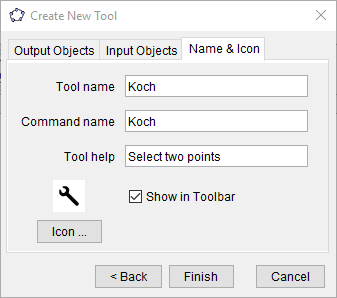 Create New Tool
Output Objects Input Objects Name & Icon
Tool name Koch
Command name Koch
Tool help Select two points
Show in Toolbar
Icon ...
< Back Finish Cancel